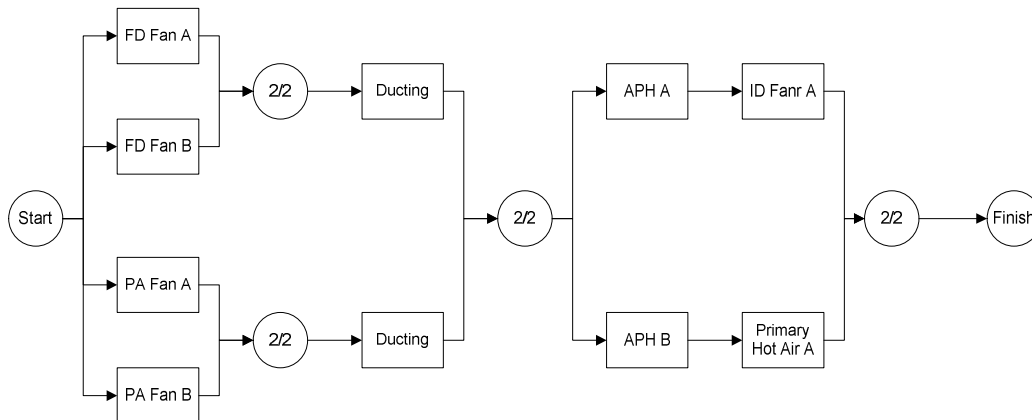 FD Fan A
FD Fan B
2/2
Ducting
APH A
ID Fanr A
Start
2/2
2/2
Finish
PA Fan A
PA Fan B
2/2
Ducting
APH B
Primary
Hot Air A